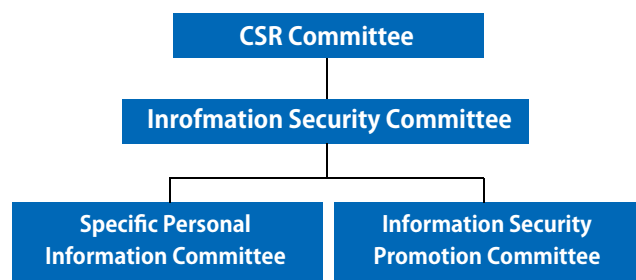 CSR Committee
Inrofmation Security Committee
Specific Personal
Information Committee
Information Security
Promotion Committee